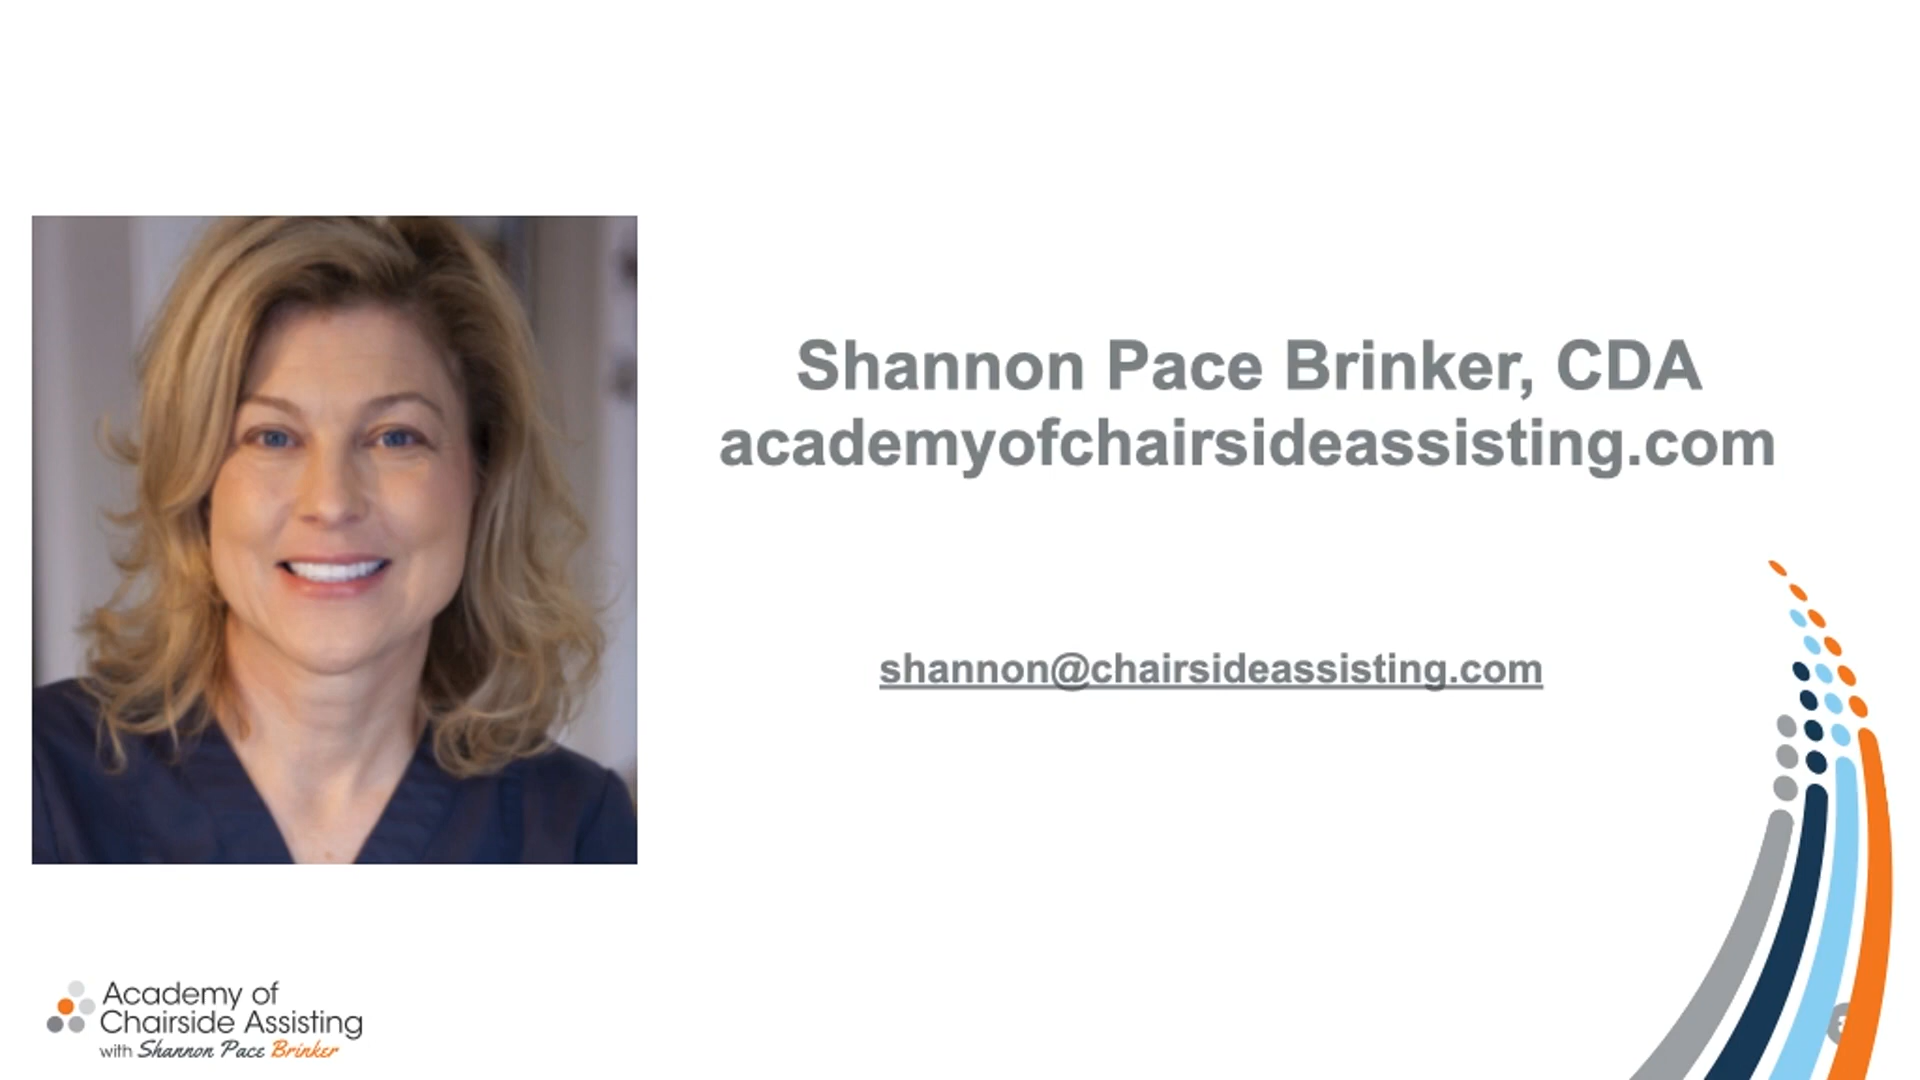 Shannon Pace Brinker, CDA
academyofchairsideassisting.com
shannon@chairsideassisting.com
Academy of
Chairside Assisting
with Shannon Pace Brinker